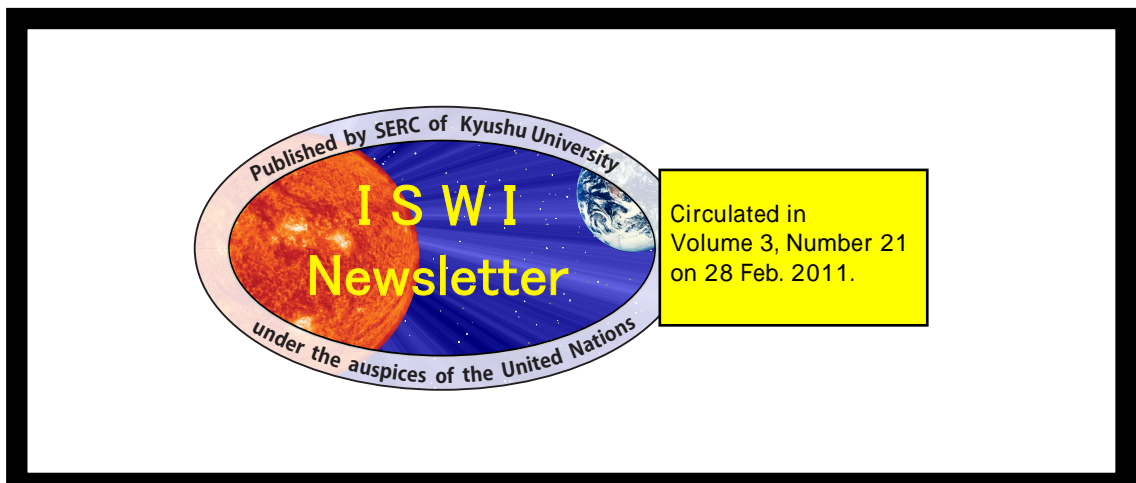 Published by SERC of Kyushu University
I S W I
Newsletter
under the auspices of the United Nations
Circulated in
Volume 3, Number 21
on 28 Feb. 2011.